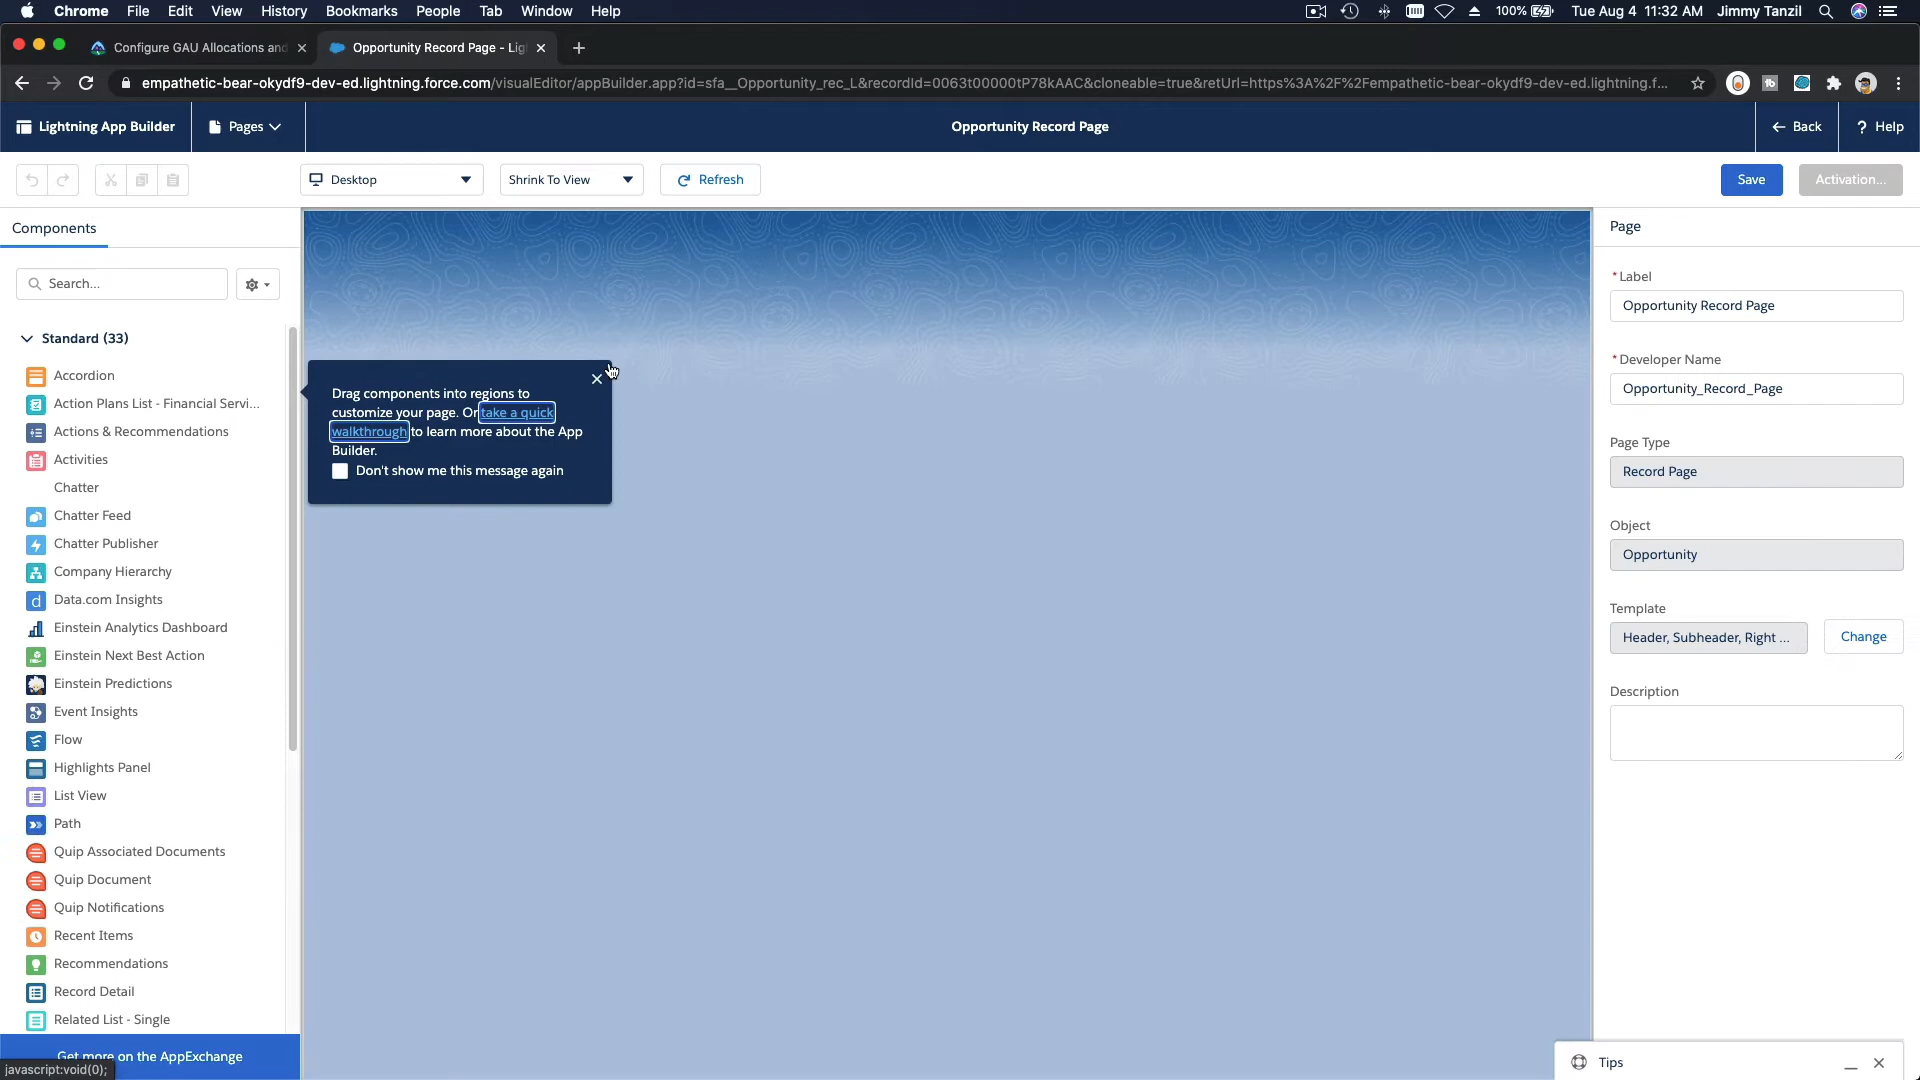 Chrome File Edit View History Bookmarks People Tab Window Help 100% Tue Aug 4 11:32 AM Jimmy Tanzil
Configure GAU Allocations and Opportunity Record Page - Lig
empathetic-bear-okydf9-dev-ed.lightning.force.com/visualEditor/appBuilder.app?id=sfa__Opportunity_rec_L&recordId=0063t00000tP78kAAC&cloneable=true&retUrl=https%3A%2F%2Fempathetic-bear-okydf9-dev-ed.lightning.f...
Lightning App Builder Pages Opportunity Record Page Back ? Help
Desktop Shrink To View Refresh Save Activation...
Components
Search...
Standard (33)
Accordion
Action Plans List - Financial Servi...
Actions & Recommendations
Activities
Chatter
Chatter Feed
Chatter Publisher
Company Hierarchy
Data.com Insights
Einstein Analytics Dashboard
Einstein Next Best Action
Einstein Predictions
Event Insights
Flow
Highlights Panel
List View
Path
Quip Associated Documents
Quip Document
Quip Notifications
Recent Items
Recommendations
Record Detail
Related List - Single
Get more on the AppExchange
javascript:void(0);
Drag components into regions to
customize your page. Or take a quick
walkthrough to learn more about the App
Builder.
Don't show me this message again
Page
*Label
Opportunity Record Page
*Developer Name
Opportunity_Record_Page
Page Type
Record Page
Object
Opportunity
Template
Header, Subheader, Right ... Change
Description
Tips